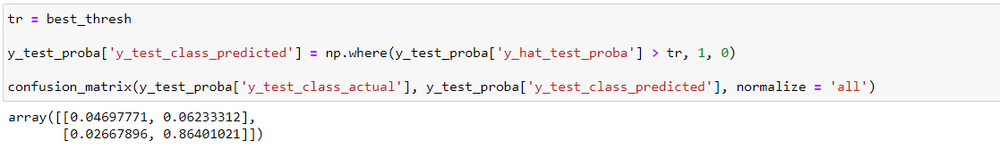 tr = best_thresh
y_test_proba['y_test_class_predicted'] = np.where(y_test_proba['y_hat_test_proba'] > tr, 1, 0)
confusion_matrix(y_test_proba['y_test_class_actual'], y_test_proba['y_test_class_predicted'], normalize = 'all')
array([[0.04697771, 0.06233312],
       [0.02667896, 0.86401021]])